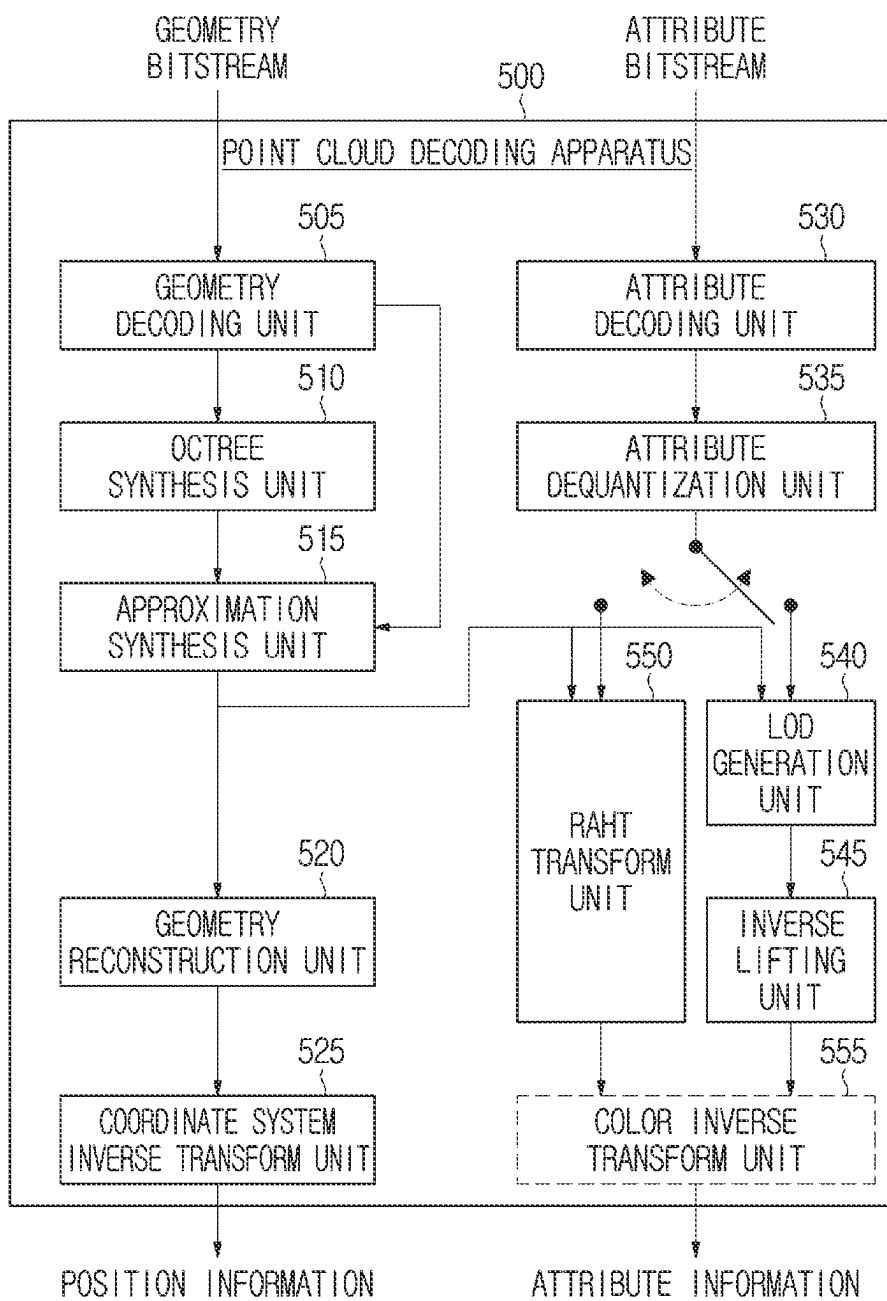 GEOMETRY
BITSTREAM
ATTRIBUTE
BITSTREAM
500
POINT CLOUD DECODING APPARATUS
505
GEOMETRY
DECODING UNIT
530
ATTRIBUTE
DECODING UNIT
510
OCTREE
SYNTHESIS UNIT
535
ATTRIBUTE
DEQUANTIZATION UNIT
515
APPROXIMATION
SYNTHESIS UNIT
550
RAHT
TRANSFORM
UNIT
540
LOD
GENERATION
UNIT
520
GEOMETRY
RECONSTRUCTION UNIT
545
INVERSE
LIFTING
UNIT
525
COORDINATE SYSTEM
INVERSE TRANSFORM UNIT
555
COLOR INVERSE
TRANSFORM UNIT
POSITION INFORMATION
ATTRIBUTE INFORMATION